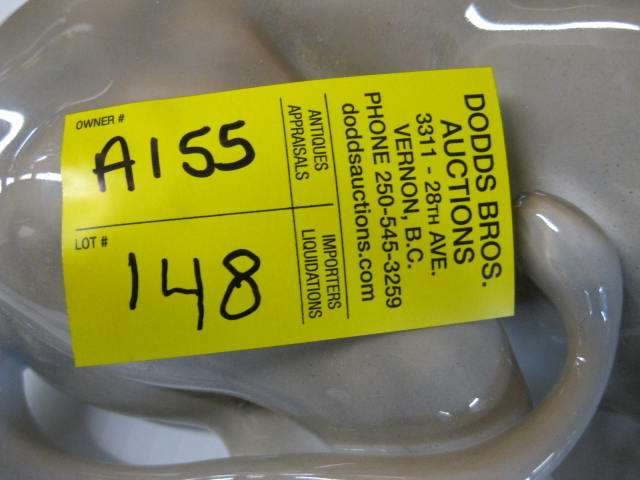 OWNER #
A155
LOT #
148
ANTIQUES
APPRAISALS
IMPORTERS
LIQUIDATIONS
DODDS BROS.
AUCTIONS
3311 - 28TH AVE.
VERNON, B.C.
PHONE 250-545-3259
doddsauctions.com